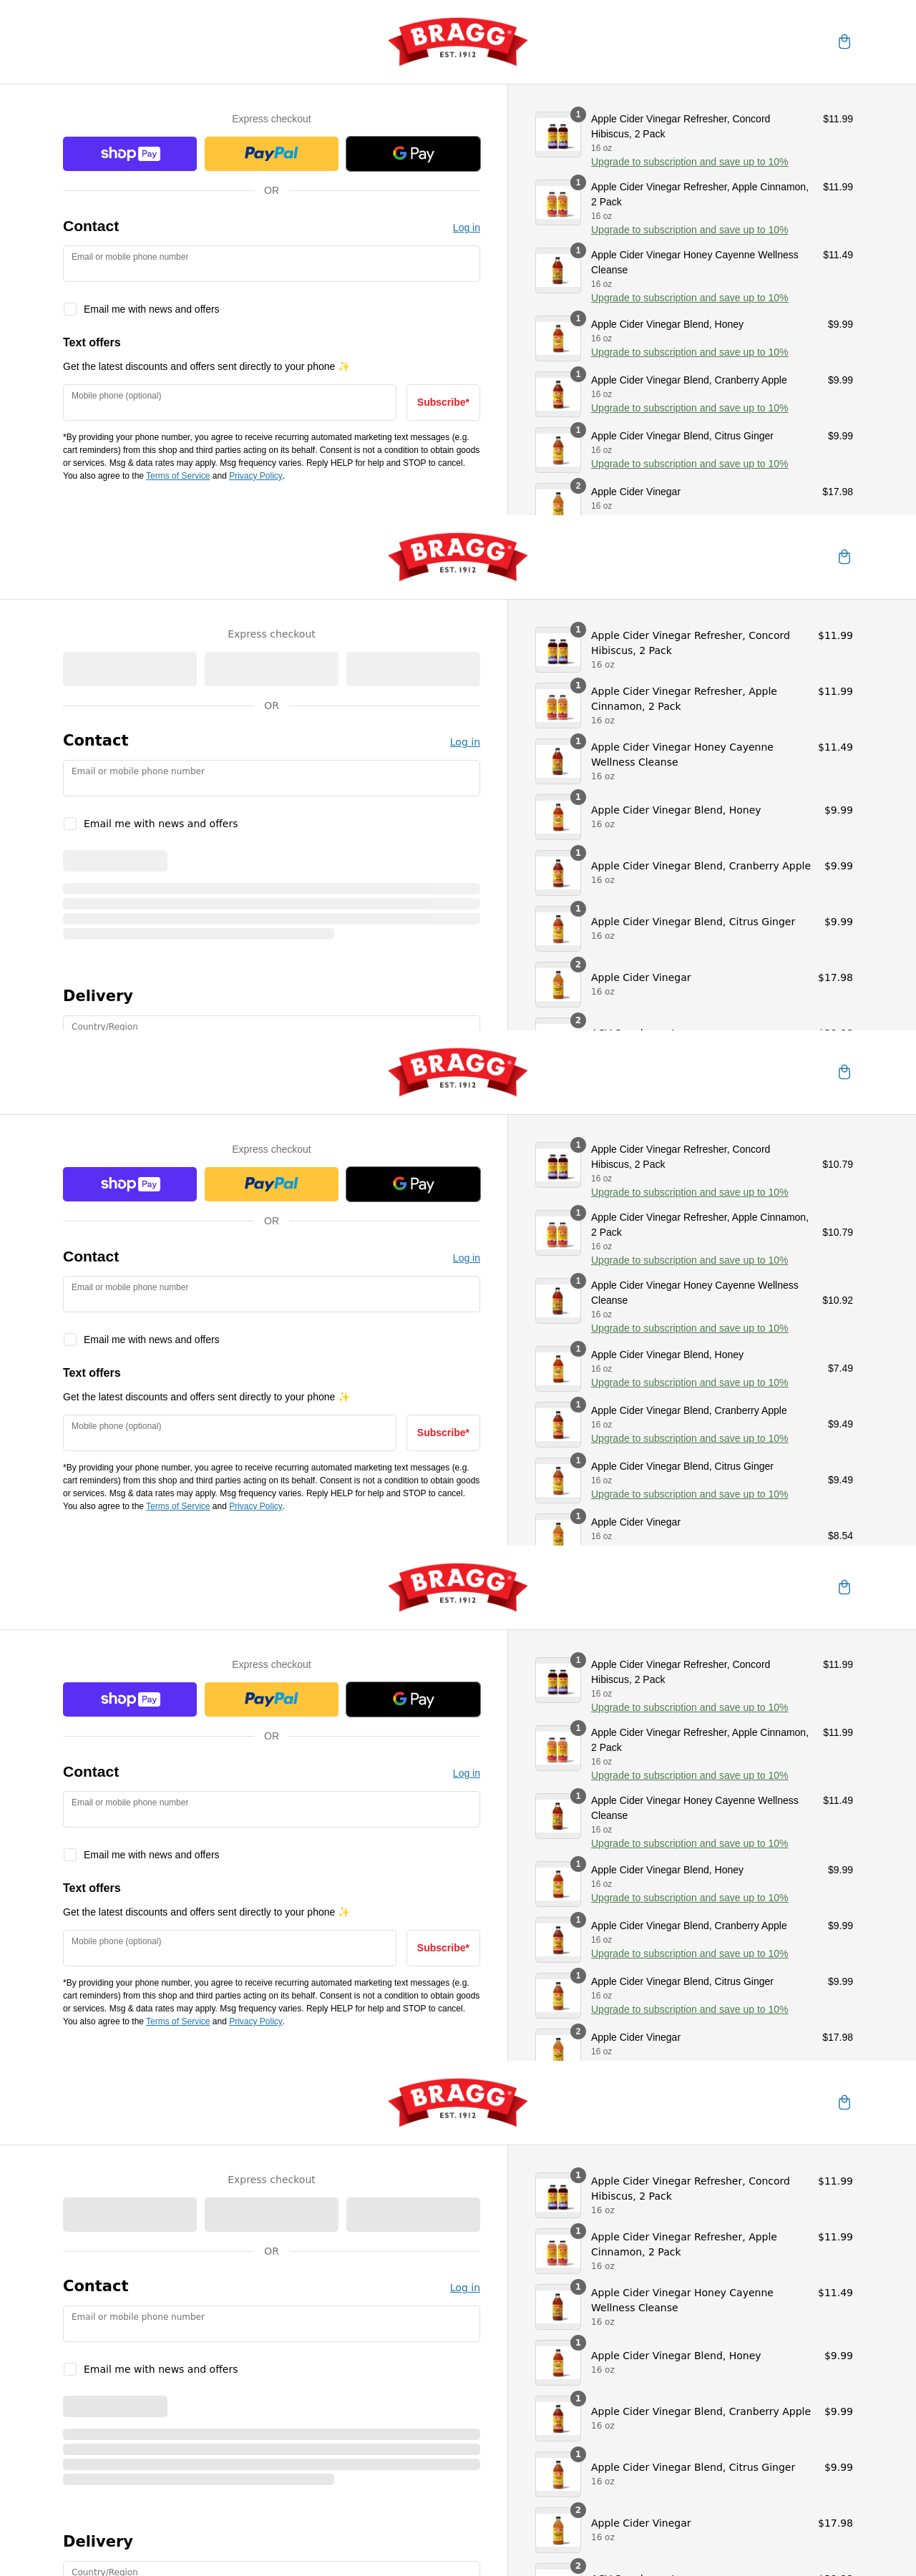 BRAGG
EST. 1912
Express checkout
shop Pay
PayPal
G Pay
OR
Contact
Log in
Email or mobile phone number
Email me with news and offers
Text offers
Get the latest discounts and offers sent directly to your phone ✨
Mobile phone (optional)
Subscribe*
*By providing your phone number, you agree to receive recurring automated marketing text messages (e.g.
cart reminders) from this shop and third parties acting on its behalf. Consent is not a condition to obtain goods
or services. Msg & data rates may apply. Msg frequency varies. Reply HELP for help and STOP to cancel.
You also agree to the Terms of Service and Privacy Policy.
1
Apple Cider Vinegar Refresher, Concord
Hibiscus, 2 Pack
$11.99
16 oz
Upgrade to subscription and save up to 10%
1
Apple Cider Vinegar Refresher, Apple Cinnamon,
2 Pack
$11.99
16 oz
Upgrade to subscription and save up to 10%
1
Apple Cider Vinegar Honey Cayenne Wellness
Cleanse
$11.49
16 oz
Upgrade to subscription and save up to 10%
1
Apple Cider Vinegar Blend, Honey
$9.99
16 oz
Upgrade to subscription and save up to 10%
1
Apple Cider Vinegar Blend, Cranberry Apple
$9.99
16 oz
Upgrade to subscription and save up to 10%
1
Apple Cider Vinegar Blend, Citrus Ginger
$9.99
16 oz
Upgrade to subscription and save up to 10%
2
Apple Cider Vinegar
$17.98
16 oz
BRAGG
EST. 1912
Express checkout
OR
Contact
Log in
Email or mobile phone number
Email me with news and offers
Delivery
Country/Region
1
Apple Cider Vinegar Refresher, Concord
Hibiscus, 2 Pack
$11.99
16 oz
1
Apple Cider Vinegar Refresher, Apple
Cinnamon, 2 Pack
$11.99
16 oz
1
Apple Cider Vinegar Honey Cayenne
Wellness Cleanse
$11.49
16 oz
1
Apple Cider Vinegar Blend, Honey
$9.99
16 oz
1
Apple Cider Vinegar Blend, Cranberry Apple
$9.99
16 oz
1
Apple Cider Vinegar Blend, Citrus Ginger
$9.99
16 oz
2
Apple Cider Vinegar
$17.98
16 oz
2
BRAGG
EST. 1912
Express checkout
shop Pay
PayPal
G Pay
OR
Contact
Log in
Email or mobile phone number
Email me with news and offers
Text offers
Get the latest discounts and offers sent directly to your phone ✨
Mobile phone (optional)
Subscribe*
*By providing your phone number, you agree to receive recurring automated marketing text messages (e.g.
cart reminders) from this shop and third parties acting on its behalf. Consent is not a condition to obtain goods
or services. Msg & data rates may apply. Msg frequency varies. Reply HELP for help and STOP to cancel.
You also agree to the Terms of Service and Privacy Policy.
1
Apple Cider Vinegar Refresher, Concord
Hibiscus, 2 Pack
$10.79
16 oz
Upgrade to subscription and save up to 10%
1
Apple Cider Vinegar Refresher, Apple Cinnamon,
2 Pack
$10.79
16 oz
Upgrade to subscription and save up to 10%
1
Apple Cider Vinegar Honey Cayenne Wellness
Cleanse
$10.92
16 oz
Upgrade to subscription and save up to 10%
1
Apple Cider Vinegar Blend, Honey
16 oz
$7.49
Upgrade to subscription and save up to 10%
1
Apple Cider Vinegar Blend, Cranberry Apple
16 oz
$9.49
Upgrade to subscription and save up to 10%
1
Apple Cider Vinegar Blend, Citrus Ginger
16 oz
$9.49
Upgrade to subscription and save up to 10%
1
Apple Cider Vinegar
16 oz
$8.54
BRAGG
EST. 1912
Express checkout
shop Pay
PayPal
G Pay
OR
Contact
Log in
Email or mobile phone number
Email me with news and offers
Text offers
Get the latest discounts and offers sent directly to your phone ✨
Mobile phone (optional)
Subscribe*
*By providing your phone number, you agree to receive recurring automated marketing text messages (e.g.
cart reminders) from this shop and third parties acting on its behalf. Consent is not a condition to obtain goods
or services. Msg & data rates may apply. Msg frequency varies. Reply HELP for help and STOP to cancel.
You also agree to the Terms of Service and Privacy Policy.
1
Apple Cider Vinegar Refresher, Concord
Hibiscus, 2 Pack
$11.99
16 oz
Upgrade to subscription and save up to 10%
1
Apple Cider Vinegar Refresher, Apple Cinnamon,
2 Pack
$11.99
16 oz
Upgrade to subscription and save up to 10%
1
Apple Cider Vinegar Honey Cayenne Wellness
Cleanse
$11.49
16 oz
Upgrade to subscription and save up to 10%
1
Apple Cider Vinegar Blend, Honey
$9.99
16 oz
Upgrade to subscription and save up to 10%
1
Apple Cider Vinegar Blend, Cranberry Apple
$9.99
16 oz
Upgrade to subscription and save up to 10%
1
Apple Cider Vinegar Blend, Citrus Ginger
$9.99
16 oz
Upgrade to subscription and save up to 10%
2
Apple Cider Vinegar
$17.98
16 oz
BRAGG
EST. 1912
Express checkout
OR
Contact
Log in
Email or mobile phone number
Email me with news and offers
Delivery
Country/Region
1
Apple Cider Vinegar Refresher, Concord
Hibiscus, 2 Pack
$11.99
16 oz
1
Apple Cider Vinegar Refresher, Apple
Cinnamon, 2 Pack
$11.99
16 oz
1
Apple Cider Vinegar Honey Cayenne
Wellness Cleanse
$11.49
16 oz
1
Apple Cider Vinegar Blend, Honey
$9.99
16 oz
1
Apple Cider Vinegar Blend, Cranberry Apple
$9.99
16 oz
1
Apple Cider Vinegar Blend, Citrus Ginger
$9.99
16 oz
2
Apple Cider Vinegar
$17.98
16 oz
2